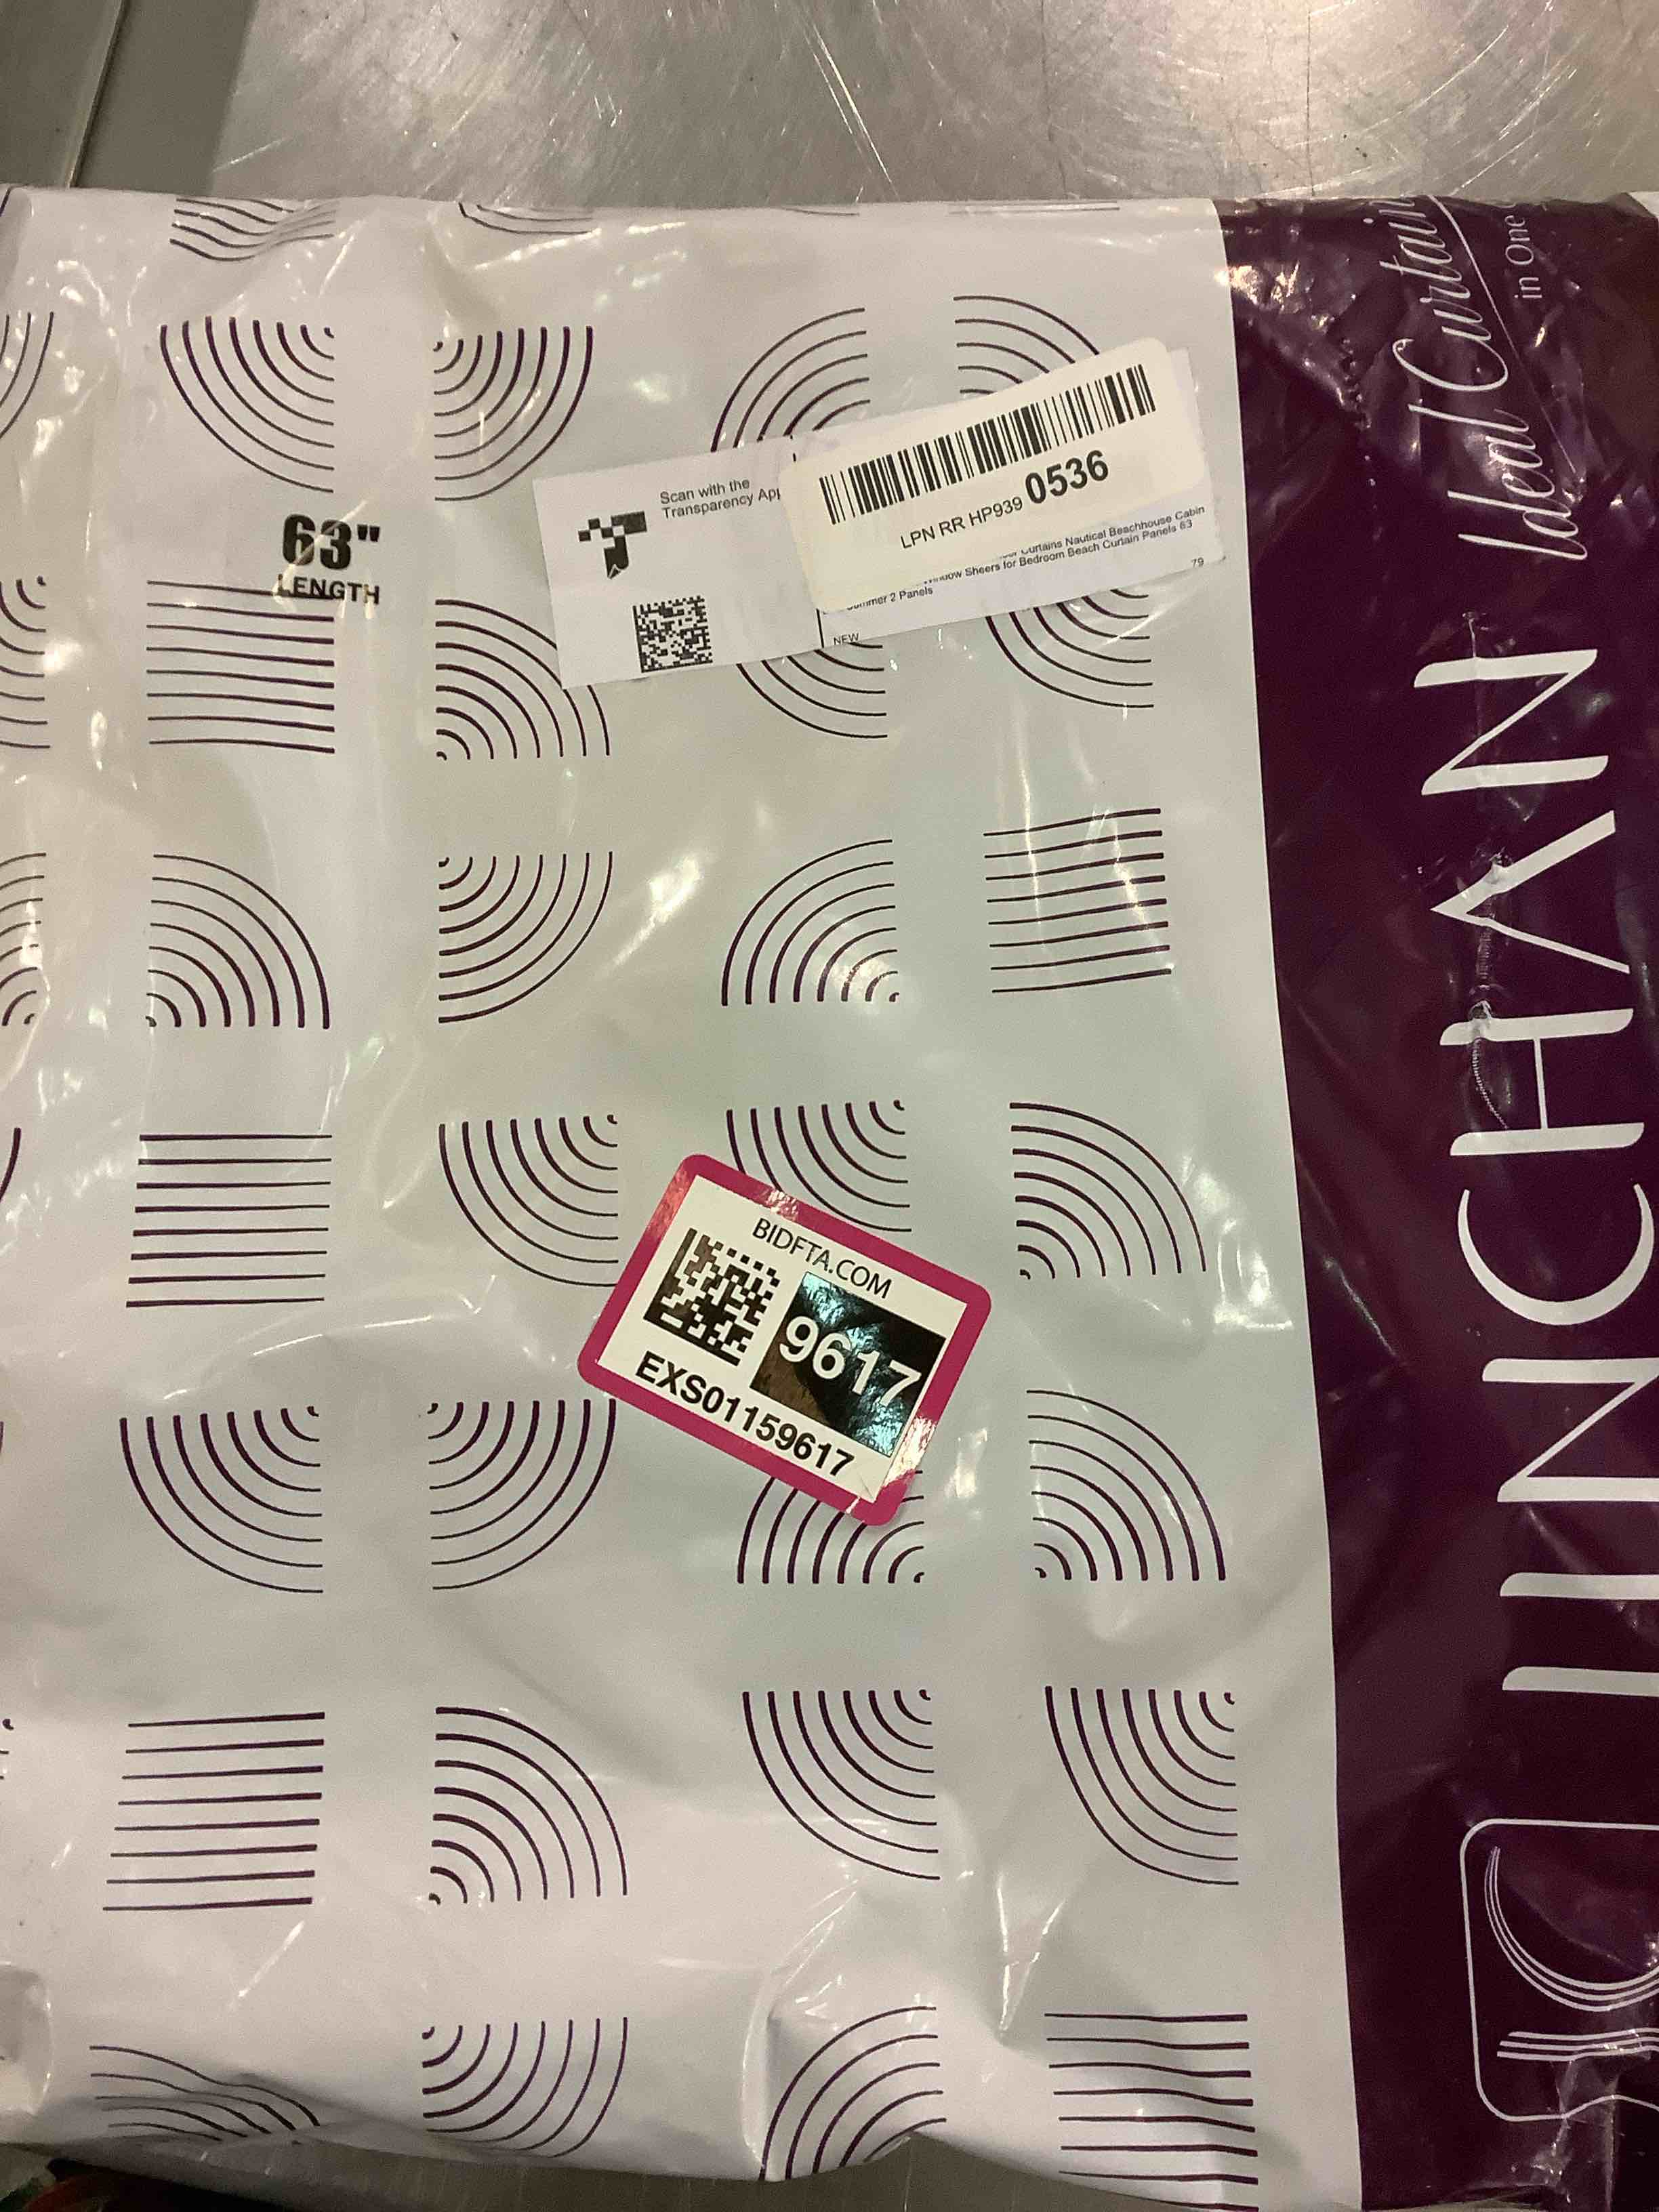 63"
LENGTH
Scan with the
Transparency App
LPN RR HP939 0536
Curtains Nautical Beachhouse Cabin
Window Sheers for Bedroom Beach Curtain Panels 63
Summer 2 Panels
79
NEW
BIDFTA.COM
9617
EXS01159617
JINCHAN
Ideal Curtain
in One